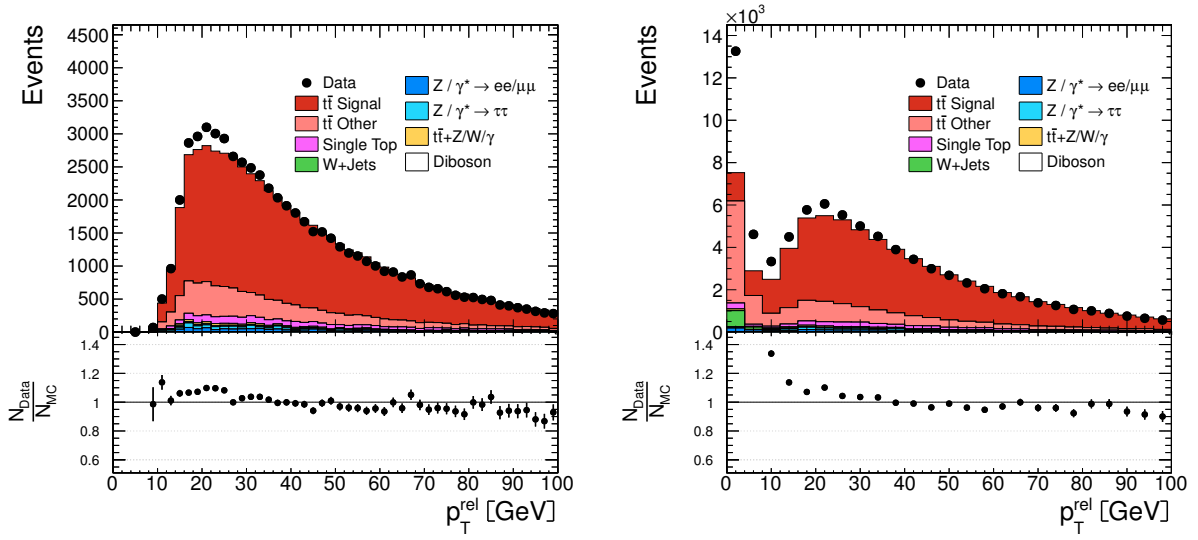 Events
4500
4000
3500
3000
2500
2000
1500
1000
500
0
Data
tt̄ Signal
tt̄ Other
Single Top
W+Jets
Z / γ* → ee/μμ
Z / γ* → ττ
tt̄+Z/W/γ
Diboson
N_Data
N_MC
1.4
1.2
1
0.8
0.6
0 10 20 30 40 50 60 70 80 90 100
p_T^rel [GeV]
×10³
Events
14
12
10
8
6
4
2
0
Data
tt̄ Signal
tt̄ Other
Single Top
W+Jets
Z / γ* → ee/μμ
Z / γ* → ττ
tt̄+Z/W/γ
Diboson
N_Data
N_MC
1.4
1.2
1
0.8
0.6
0 10 20 30 40 50 60 70 80 90 100
p_T^rel [GeV]